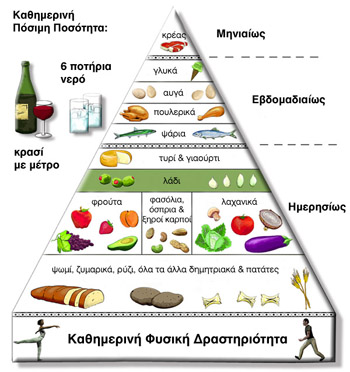 Καθημερινή
Πόσιμη Ποσότητα:
6 ποτήρια
νερό
κρασί
με μέτρο
κρέας
Μηνιαίως
γλυκά
αυγά
πουλερικά
ψάρια
Εβδομαδιαίως
τυρί & γιαούρτι
λάδι
φρούτα
φασόλια,
όσπρια &
ξηροί καρποί
λαχανικά
Ημερησίως
ψωμί, ζυμαρικά, ρύζι, όλα τα άλλα δημητριακά & πατάτες
Καθημερινή Φυσική Δραστηριότητα